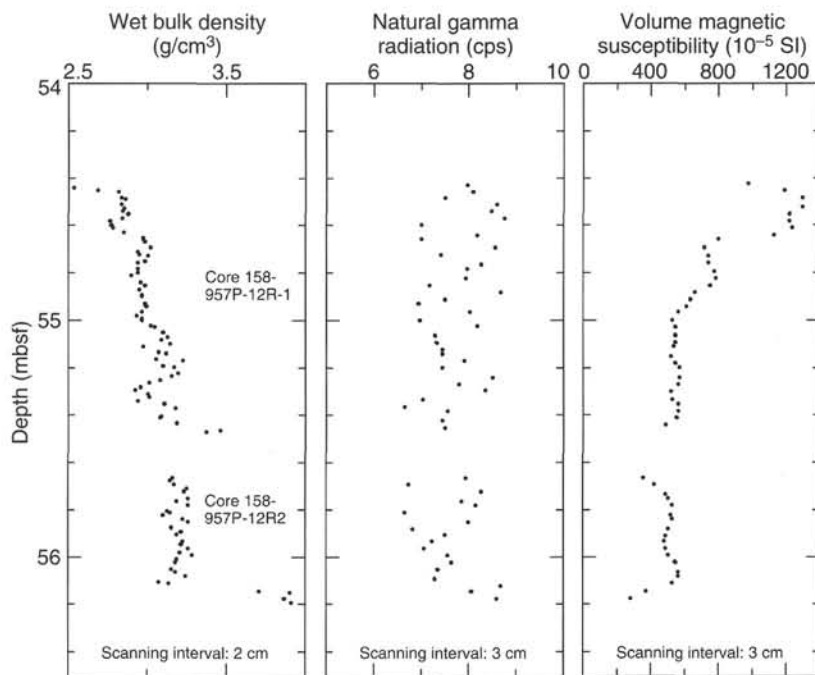 Wet bulk density
(g/cm³)
2.5 3.5
Natural gamma
radiation (cps)
6 8 10
Volume magnetic
susceptibility (10⁻⁵ SI)
0 400 800 1200
54
55
56
Depth (mbsf)
Core 158-
957P-12R-1
Core 158-
957P-12R2
Scanning interval: 2 cm
Scanning interval: 3 cm
Scanning interval: 3 cm